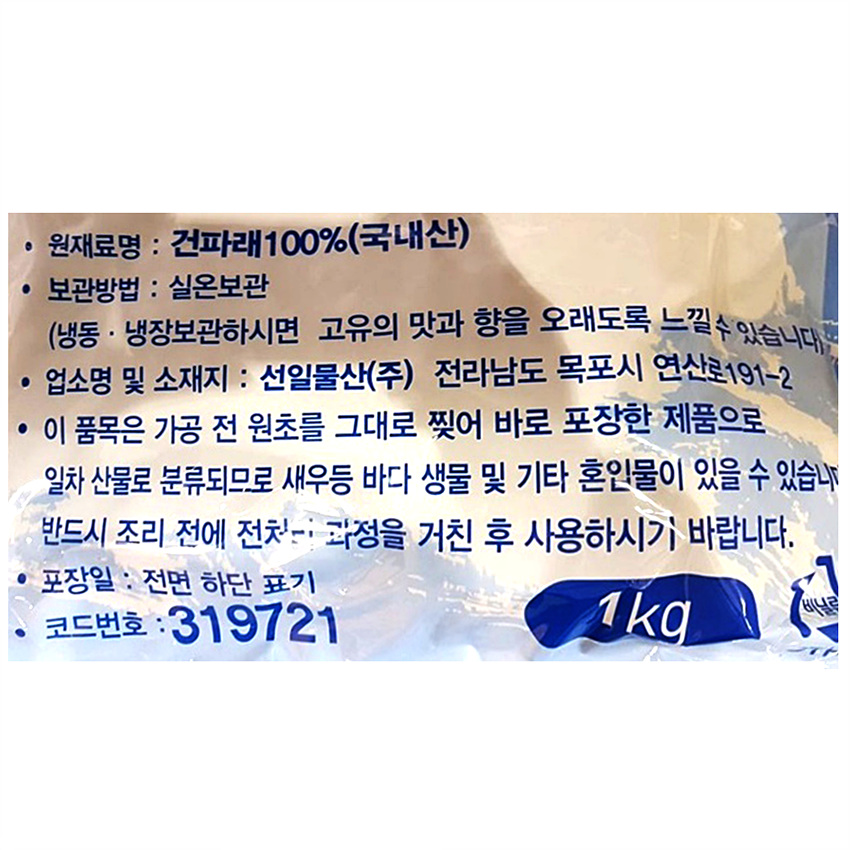 • 원재료명 : 건파래100%(국내산)
• 보관방법 : 실온보관
(냉동 · 냉장보관하시면 고유의 맛과 향을 오래도록 느낄수 있습니다)
• 업소명 및 소재지 : 선일물산(주) 전라남도 목포시 연산로191-2
• 이 품목은 가공 전 원초를 그대로 찢어 바로 포장한 제품으로
일차 산물로 분류되므로 새우등 바다 생물 및 기타 혼입물이 있을 수 있습니
반드시 조리 전에 전처리 과정을 거친 후 사용하시기 바랍니다.
• 포장일 : 전면 하단 표기
• 코드번호 : 319721
1kg
비닐류